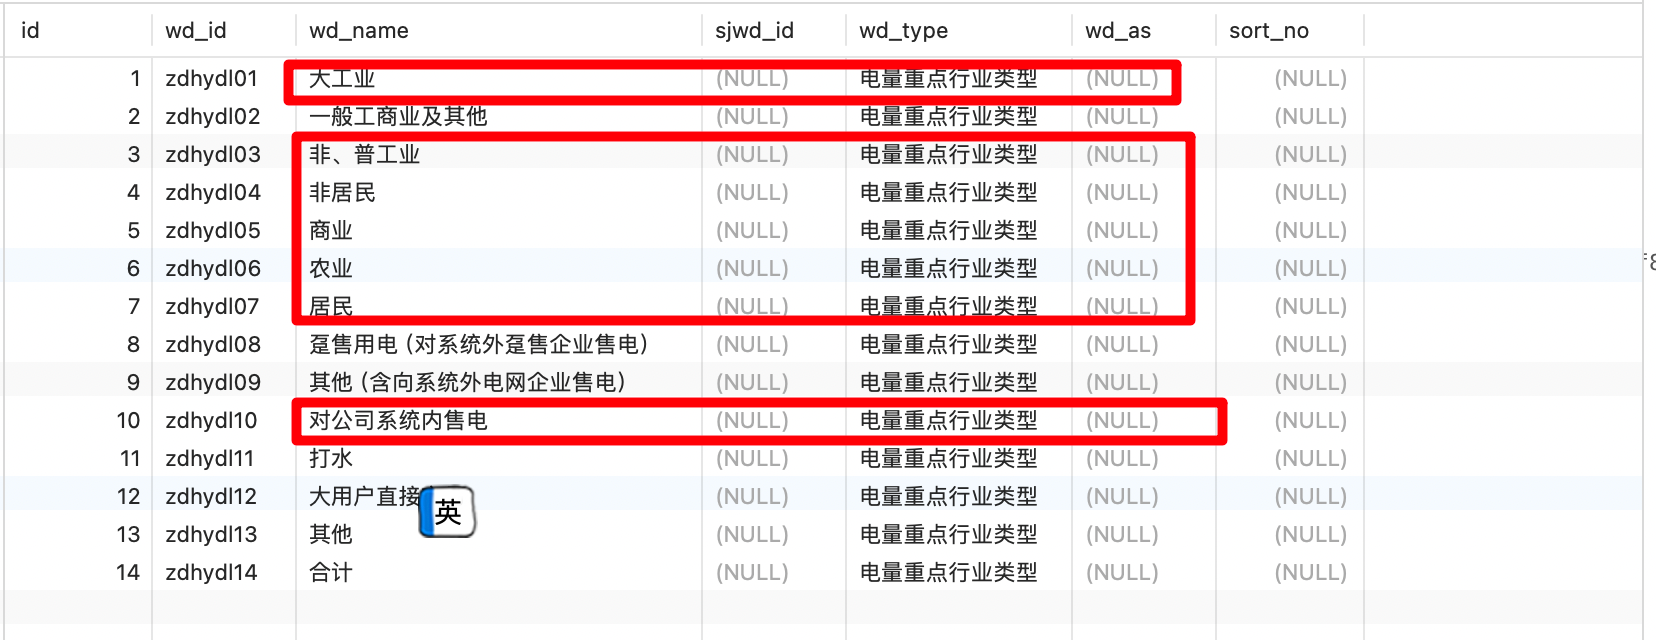 id wd_id wd_name sjwd_id wd_type wd_as sort_no
1 zdhydl01 大工业 (NULL) 电量重点行业类型 (NULL) (NULL)
2 zdhydl02 一般工商业及其他 (NULL) 电量重点行业类型 (NULL) (NULL)
3 zdhydl03 非、普工业 (NULL) 电量重点行业类型 (NULL) (NULL)
4 zdhydl04 非居民 (NULL) 电量重点行业类型 (NULL) (NULL)
5 zdhydl05 商业 (NULL) 电量重点行业类型 (NULL) (NULL)
6 zdhydl06 农业 (NULL) 电量重点行业类型 (NULL) (NULL)
7 zdhydl07 居民 (NULL) 电量重点行业类型 (NULL) (NULL)
8 zdhydl08 趸售用电（对系统外趸售企业售电） (NULL) 电量重点行业类型 (NULL) (NULL)
9 zdhydl09 其他（含向系统外电网企业售电） (NULL) 电量重点行业类型 (NULL) (NULL)
10 zdhydl10 对公司系统内售电 (NULL) 电量重点行业类型 (NULL) (NULL)
11 zdhydl11 打水 (NULL) 电量重点行业类型 (NULL) (NULL)
12 zdhydl12 大用户直接 (NULL) 电量重点行业类型 (NULL) (NULL)
英
13 zdhydl13 其他 (NULL) 电量重点行业类型 (NULL) (NULL)
14 zdhydl14 合计 (NULL) 电量重点行业类型 (NULL) (NULL)